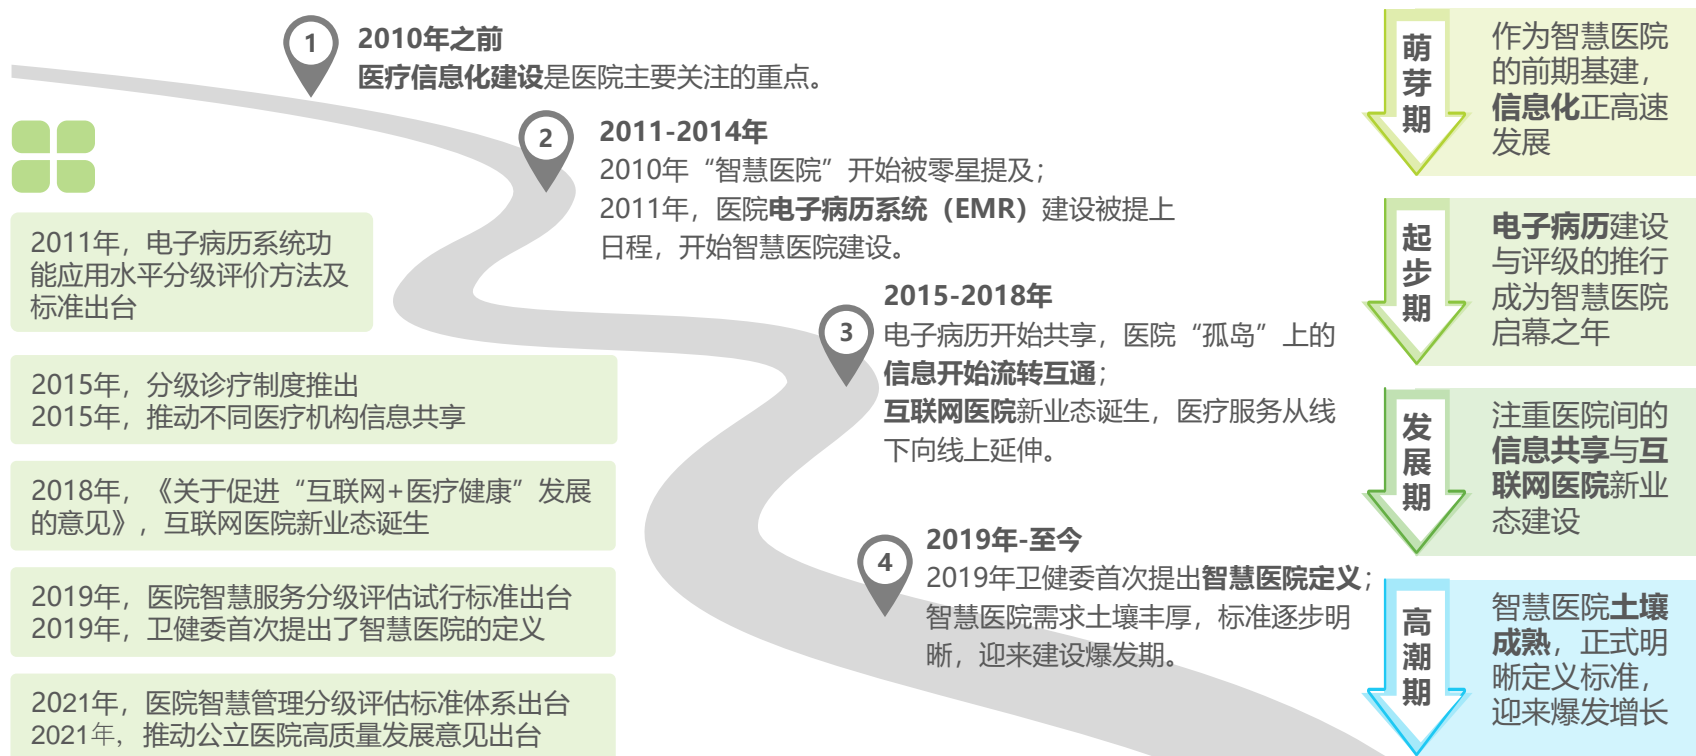 1
2010年之前
医疗信息化建设是医院主要关注的重点。
2
2011-2014年
2010年“智慧医院”开始被零星提及；
2011年，医院电子病历系统（EMR）建设被提上
日程，开始智慧医院建设。
3
2015-2018年
电子病历开始共享，医院“孤岛”上的
信息开始流转互通；
互联网医院新业态诞生，医疗服务从线
下向线上延伸。
4
2019年-至今
2019年卫健委首次提出智慧医院定义；
智慧医院需求土壤丰厚，标准逐步明
晰，迎来建设爆发期。
2011年，电子病历系统功
能应用水平分级评价方法及
标准出台
2015年，分级诊疗制度推出
2015年，推动不同医疗机构信息共享
2018年，《关于促进“互联网+医疗健康”发展
的意见》，互联网医院新业态诞生
2019年，医院智慧服务分级评估试行标准出台
2019年，卫健委首次提出了智慧医院的定义
2021年，医院智慧管理分级评估标准体系出台
2021年，推动公立医院高质量发展意见出台
萌
芽
期
作为智慧医院
的前期基建，
信息化正高速
发展
起
步
期
电子病历建设
与评级的推行
成为智慧医院
启幕之年
发
展
期
注重医院间的
信息共享与互
联网医院新业
态建设
高
潮
期
智慧医院土壤
成熟，正式明
晰定义标准，
迎来爆发增长